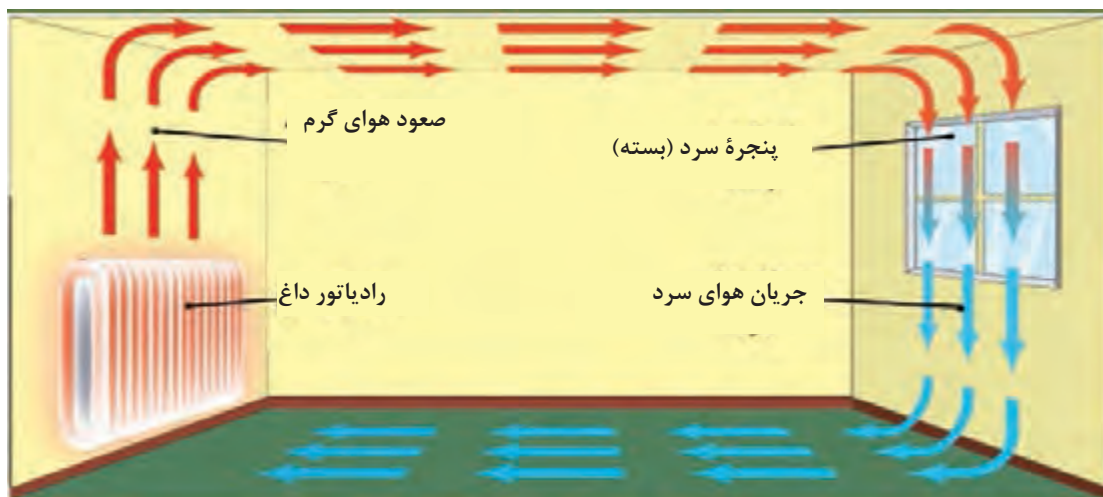 صعود هوای گرم
پنجرهٔ سرد (بسته)
رادیاتور داغ
جریان هوای سرد